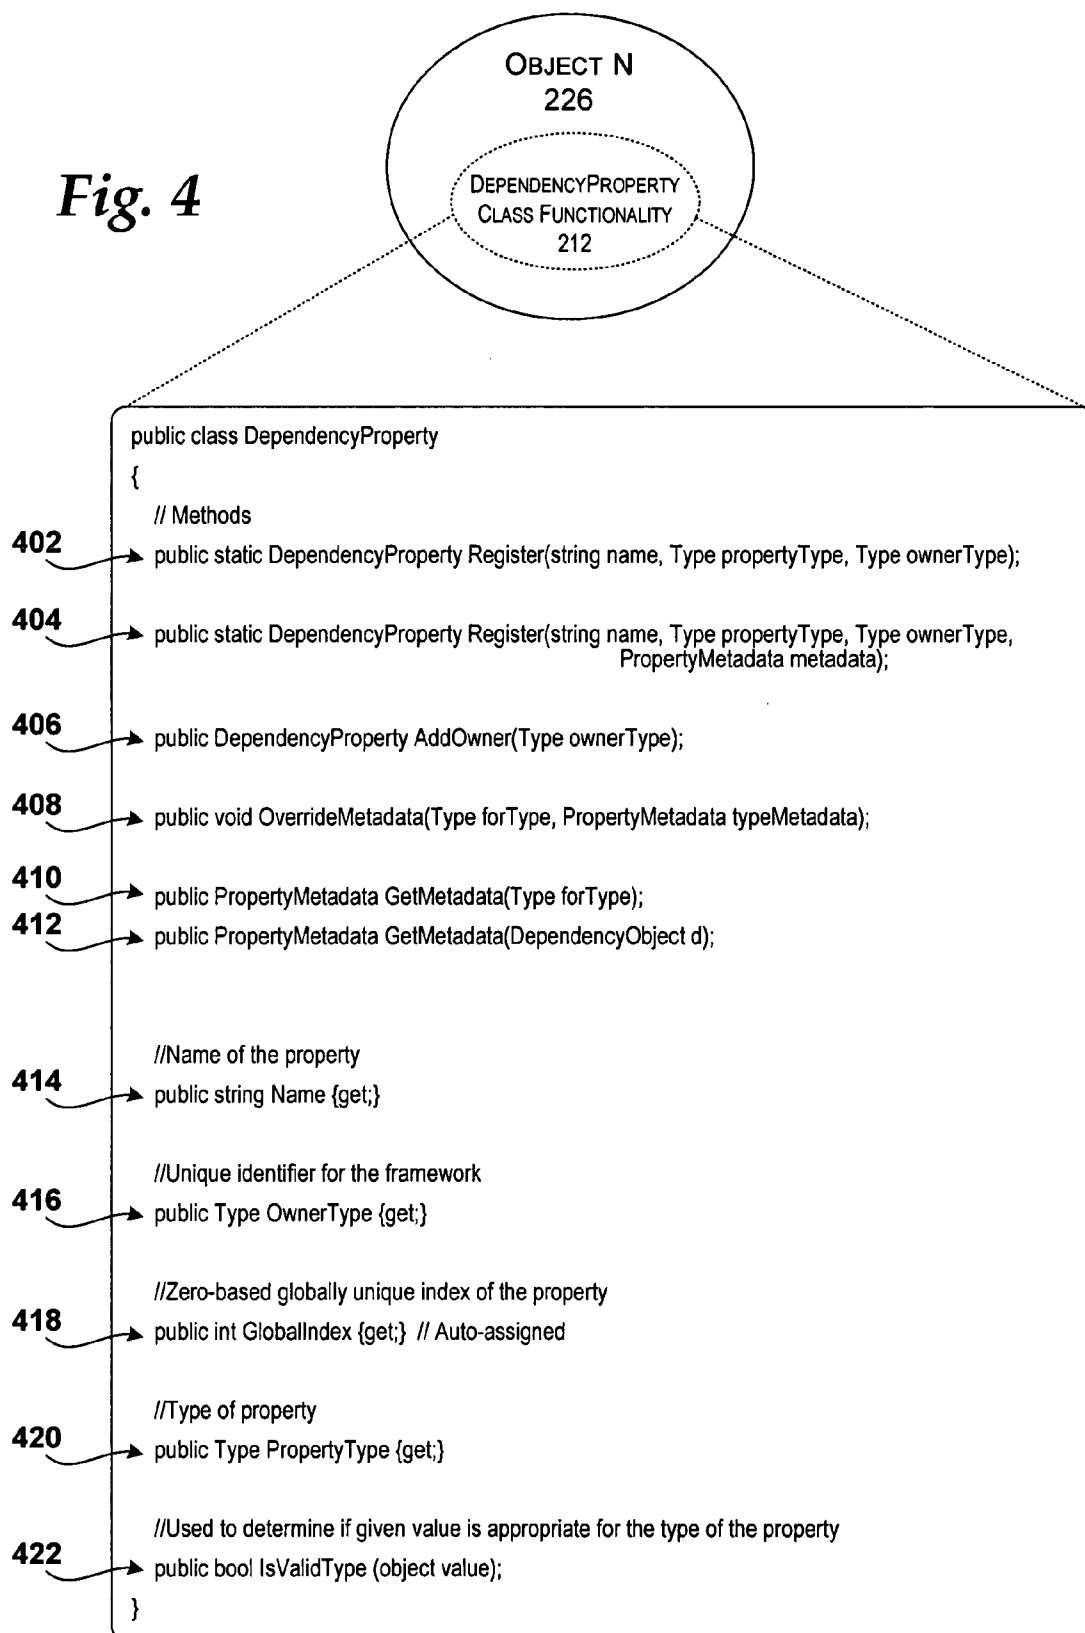 OBJECT N
226
Fig. 4
DEPENDENCYPROPERTY
CLASS FUNCTIONALITY
212
public class DependencyProperty
{
// Methods
402
public static DependencyProperty Register(string name, Type propertyType, Type ownerType);
404
public static DependencyProperty Register(string name, Type propertyType, Type ownerType,
PropertyMetadata metadata);
406
public DependencyProperty AddOwner(Type ownerType);
408
public void OverrideMetadata(Type forType, PropertyMetadata typeMetadata);
410
public PropertyMetadata GetMetadata(Type forType);
412
public PropertyMetadata GetMetadata(DependencyObject d);
//Name of the property
414
public string Name {get;}
//Unique identifier for the framework
416
public Type OwnerType {get;}
//Zero-based globally unique index of the property
418
public int GlobalIndex {get;} // Auto-assigned
//Type of property
420
public Type PropertyType {get;}
//Used to determine if given value is appropriate for the type of the property
422
public bool IsValidType (object value);
}